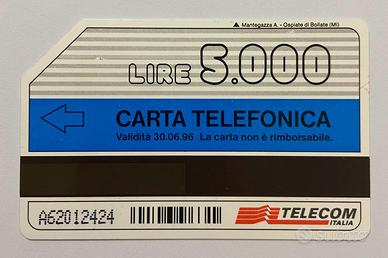 Mantegazza A. - Ospiate di Bollate (MI)
LIRE 5.000
CARTA TELEFONICA
Validità 30.06.96 La carta non è rimborsabile.
A62012424
TELECOM
ITALIA